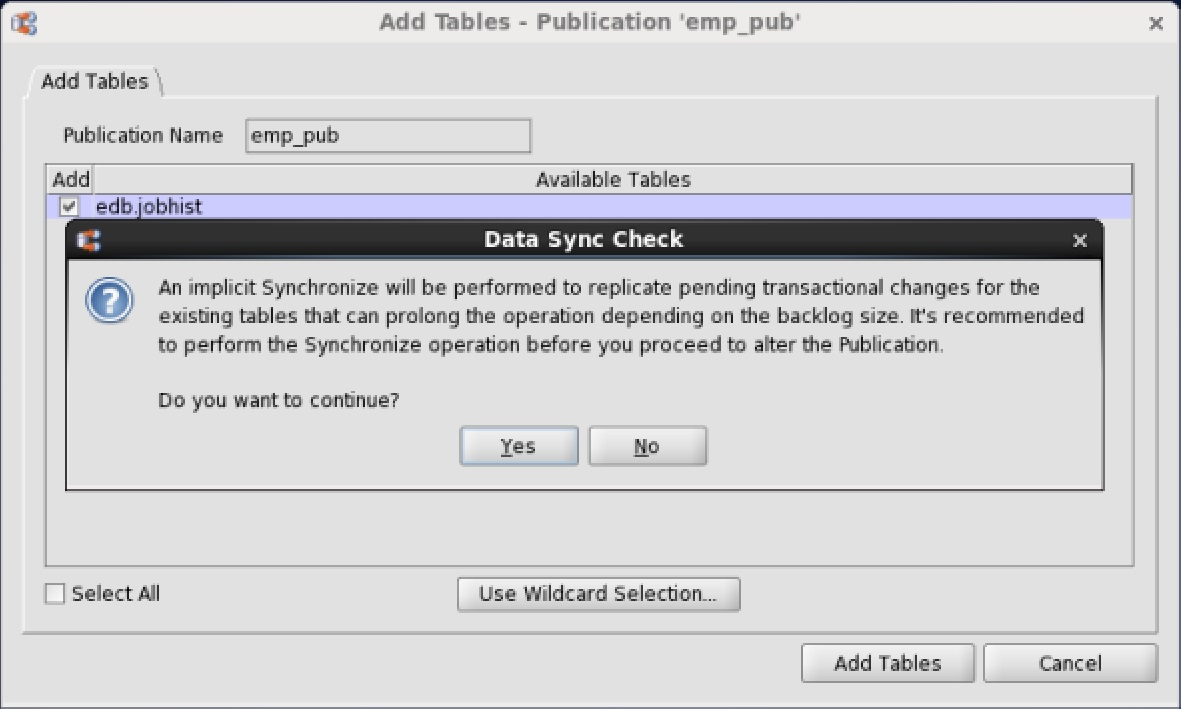 Add Tables - Publication 'emp_pub'
Add Tables
Publication Name emp_pub
Add Available Tables
edb.jobhist
Data Sync Check
An implicit Synchronize will be performed to replicate pending transactional changes for the
existing tables that can prolong the operation depending on the backlog size. It's recommended
to perform the Synchronize operation before you proceed to alter the Publication.
Do you want to continue?
Yes No
Select All Use Wildcard Selection...
Add Tables Cancel